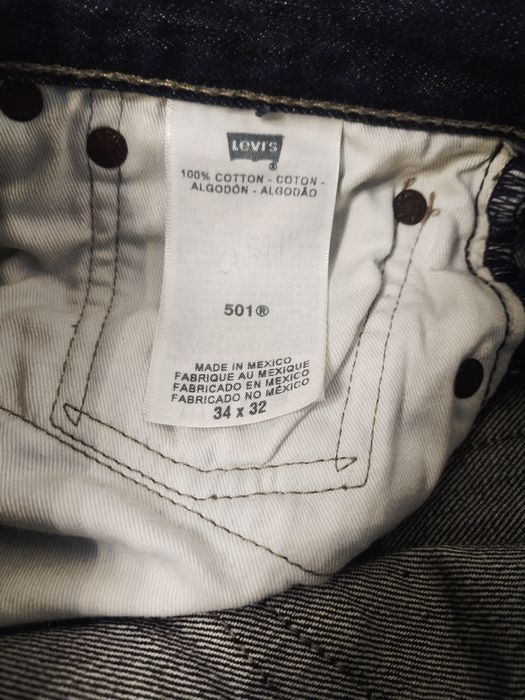 Levi's®
100% COTTON - COTON -
ALGODÓN - ALGODÃO
501®
MADE IN MEXICO
FABRIQUE AU MEXIQUE
FABRICADO EN MEXICO
FABRICADO NO MÉXICO
34 x 32